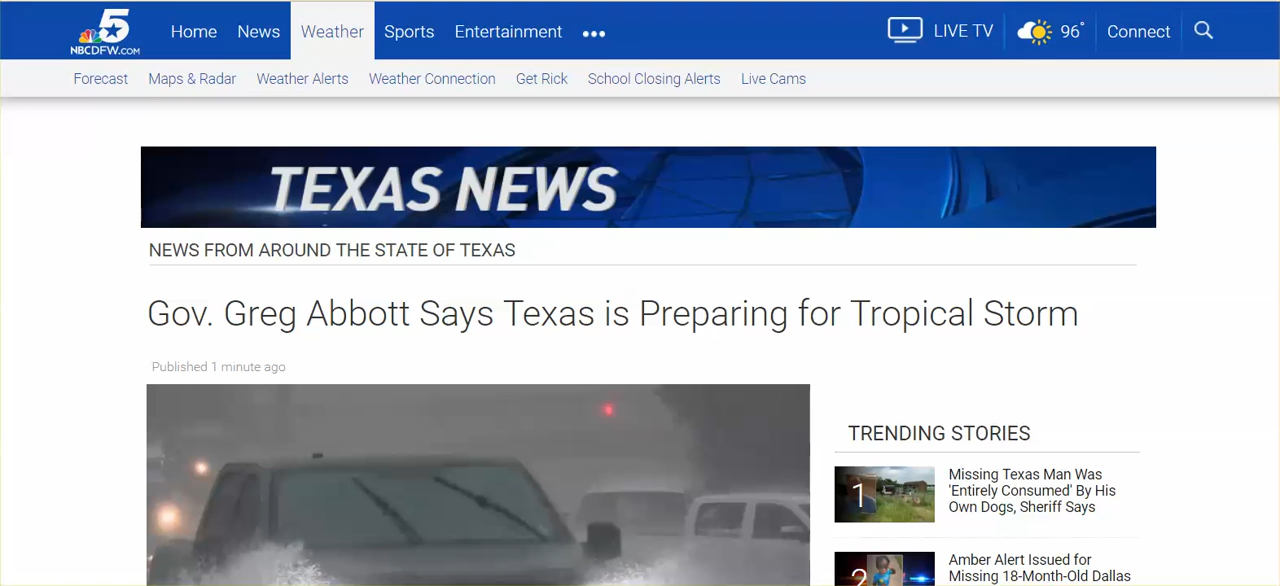 5
NBCDFW.COM
Home News Weather Sports Entertainment ••• LIVE TV 96° Connect
Forecast Maps & Radar Weather Alerts Weather Connection Get Rick School Closing Alerts Live Cams
TEXAS NEWS
NEWS FROM AROUND THE STATE OF TEXAS
Gov. Greg Abbott Says Texas is Preparing for Tropical Storm
Published 1 minute ago
TRENDING STORIES
1
Missing Texas Man Was
'Entirely Consumed' By His
Own Dogs, Sheriff Says
2
Amber Alert Issued for
Missing 18-Month-Old Dallas